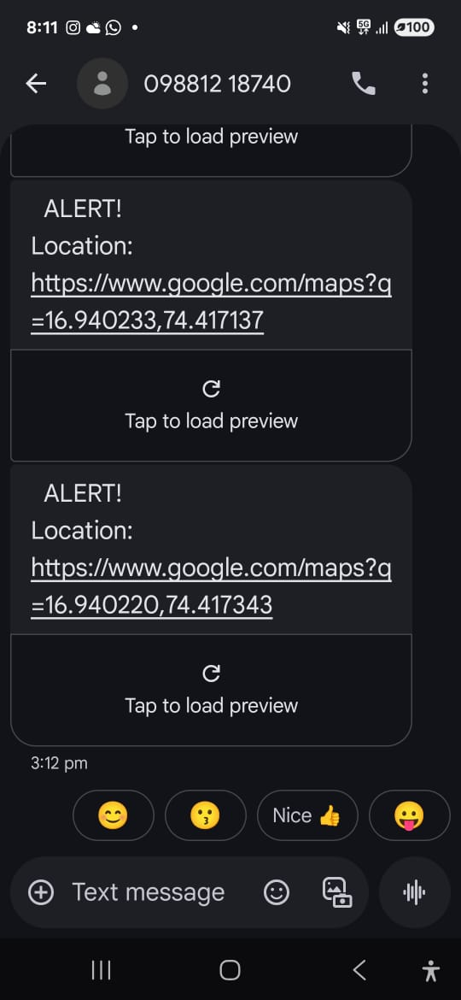 8:11
5G
100
098812 18740
Tap to load preview
ALERT!
Location:
https://www.google.com/maps?q
=16.940233,74.417137
Tap to load preview
ALERT!
Location:
https://www.google.com/maps?q
=16.940220,74.417343
Tap to load preview
3:12 pm
Nice 👍
Text message